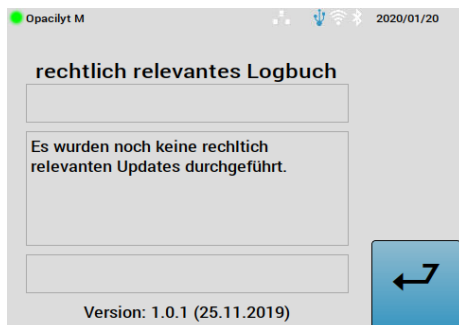 Opacilyt M
2020/01/20
rechtlich relevantes Logbuch
Es wurden noch keine rechltich
relevanten Updates durchgeführt.
Version: 1.0.1 (25.11.2019)